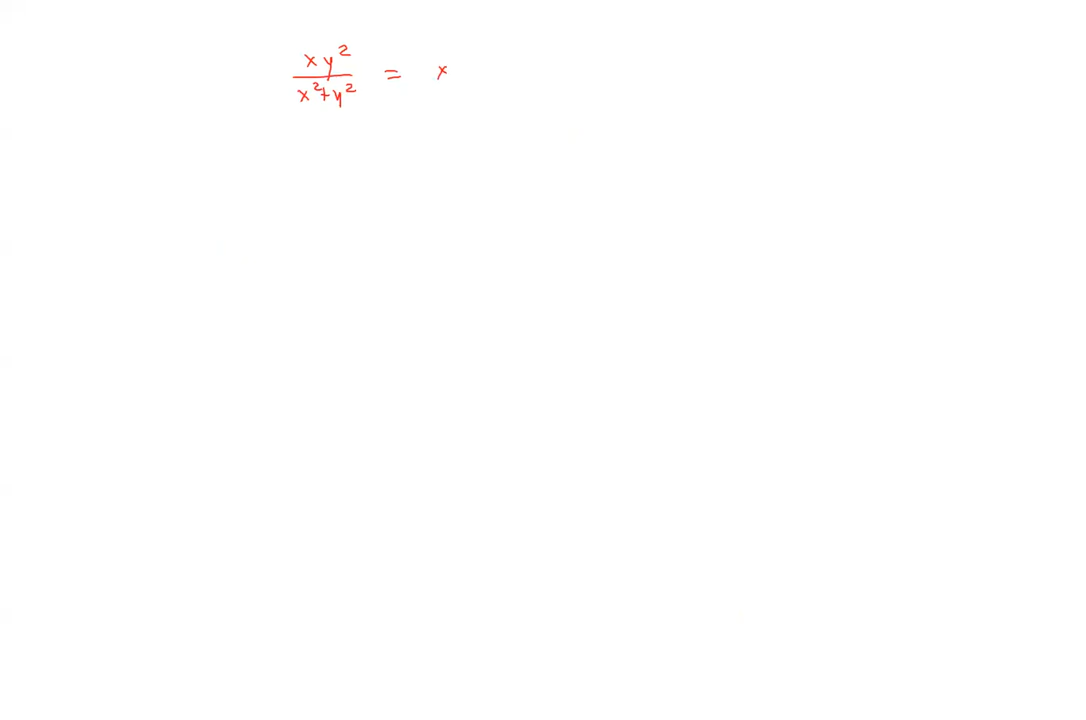 xy²/(x²+y²) = x